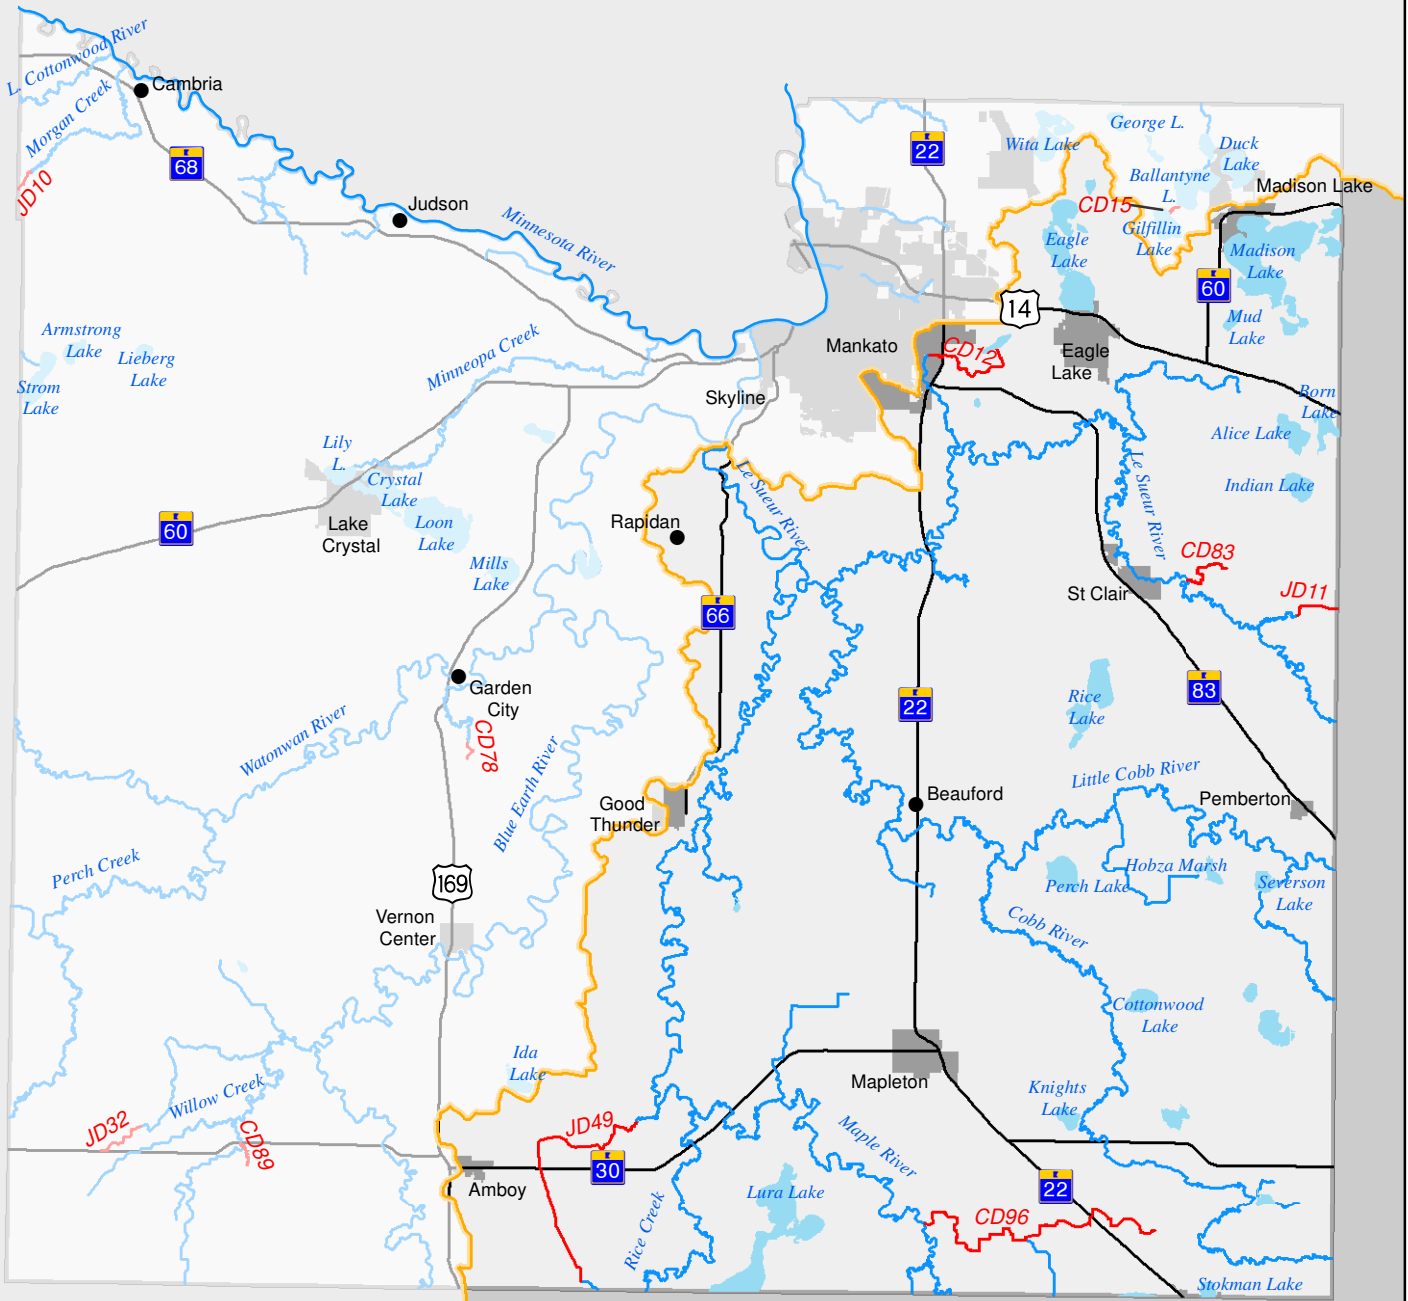 L. Cottonwood River
Cambria
Morgan Creek
JD10
68
Judson
Minnesota River
22
Wita Lake
George L.
Duck
Lake
Ballantyne
L.
Madison Lake
CD15
Gilfillin
Lake
Eagle
Lake
Madison
Lake
60
14
Mud
Lake
Armstrong
Lake
Lieberg
Lake
Strom
Lake
Minneopa Creek
Mankato
CD12
Eagle
Lake
Skyline
Born
Lake
Alice Lake
Lily
L.
Crystal
Lake
Loon
Lake
Lake
Crystal
Mills
Lake
60
Le Sueur River
Rapidan
Le Sueur River
Indian Lake
CD83
St Clair
JD11
66
Garden
City
CD78
Watonwan River
Blue Earth River
22
Rice
Lake
83
Little Cobb River
Pemberton
Beauford
Good
Thunder
Perch Creek
169
Vernon
Center
Perch Lake
Hobza Marsh
Severson
Lake
Cobb River
Cottonwood
Lake
Ida
Lake
Mapleton
Knights
Lake
Willow Creek
JD32
CD89
JD49
30
Amboy
Maple River
Rice Creek
Lura Lake
22
CD96
Stokman Lake